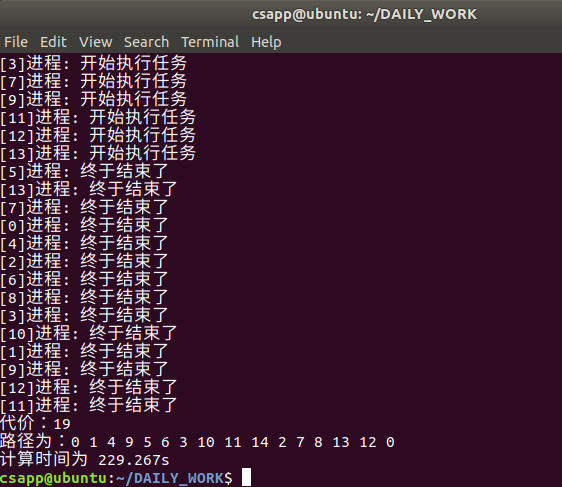 csapp@ubuntu: ~/DAILY_WORK
File Edit View Search Terminal Help
[3]进程: 开始执行任务
[7]进程: 开始执行任务
[9]进程: 开始执行任务
[11]进程: 开始执行任务
[12]进程: 开始执行任务
[13]进程: 开始执行任务
[5]进程: 终于结束了
[13]进程: 终于结束了
[7]进程: 终于结束了
[0]进程: 终于结束了
[4]进程: 终于结束了
[2]进程: 终于结束了
[6]进程: 终于结束了
[8]进程: 终于结束了
[3]进程: 终于结束了
[10]进程: 终于结束了
[1]进程: 终于结束了
[9]进程: 终于结束了
[12]进程: 终于结束了
[11]进程: 终于结束了
代价：19
路径为：0 1 4 9 5 6 3 10 11 14 2 7 8 13 12 0
计算时间为 229.267s
csapp@ubuntu:~/DAILY_WORK$